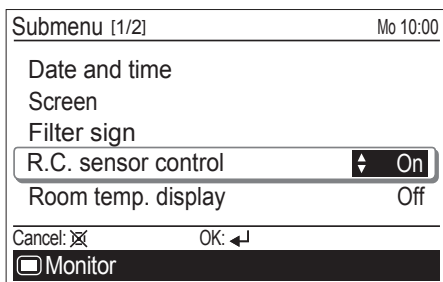 Submenu [1/2] Mo 10:00
Date and time
Screen
Filter sign
R.C. sensor control On
Room temp. display Off
Cancel: OK:
Monitor